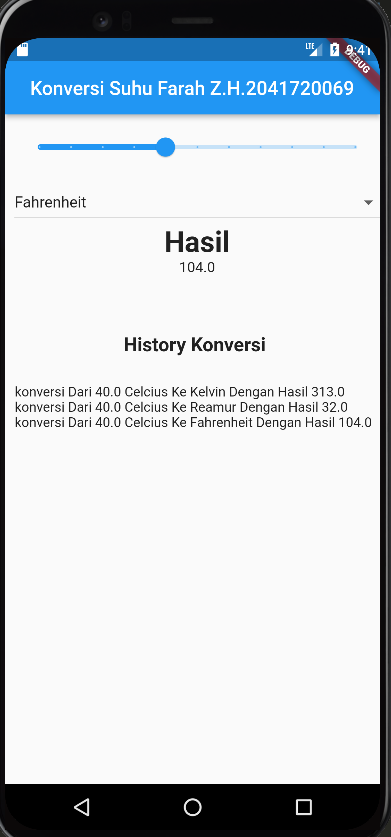 LTE 9:41
DEBUG
Konversi Suhu Farah Z.H.2041720069
Fahrenheit
Hasil
104.0
History Konversi
konversi Dari 40.0 Celcius Ke Kelvin Dengan Hasil 313.0
konversi Dari 40.0 Celcius Ke Reamur Dengan Hasil 32.0
konversi Dari 40.0 Celcius Ke Fahrenheit Dengan Hasil 104.0